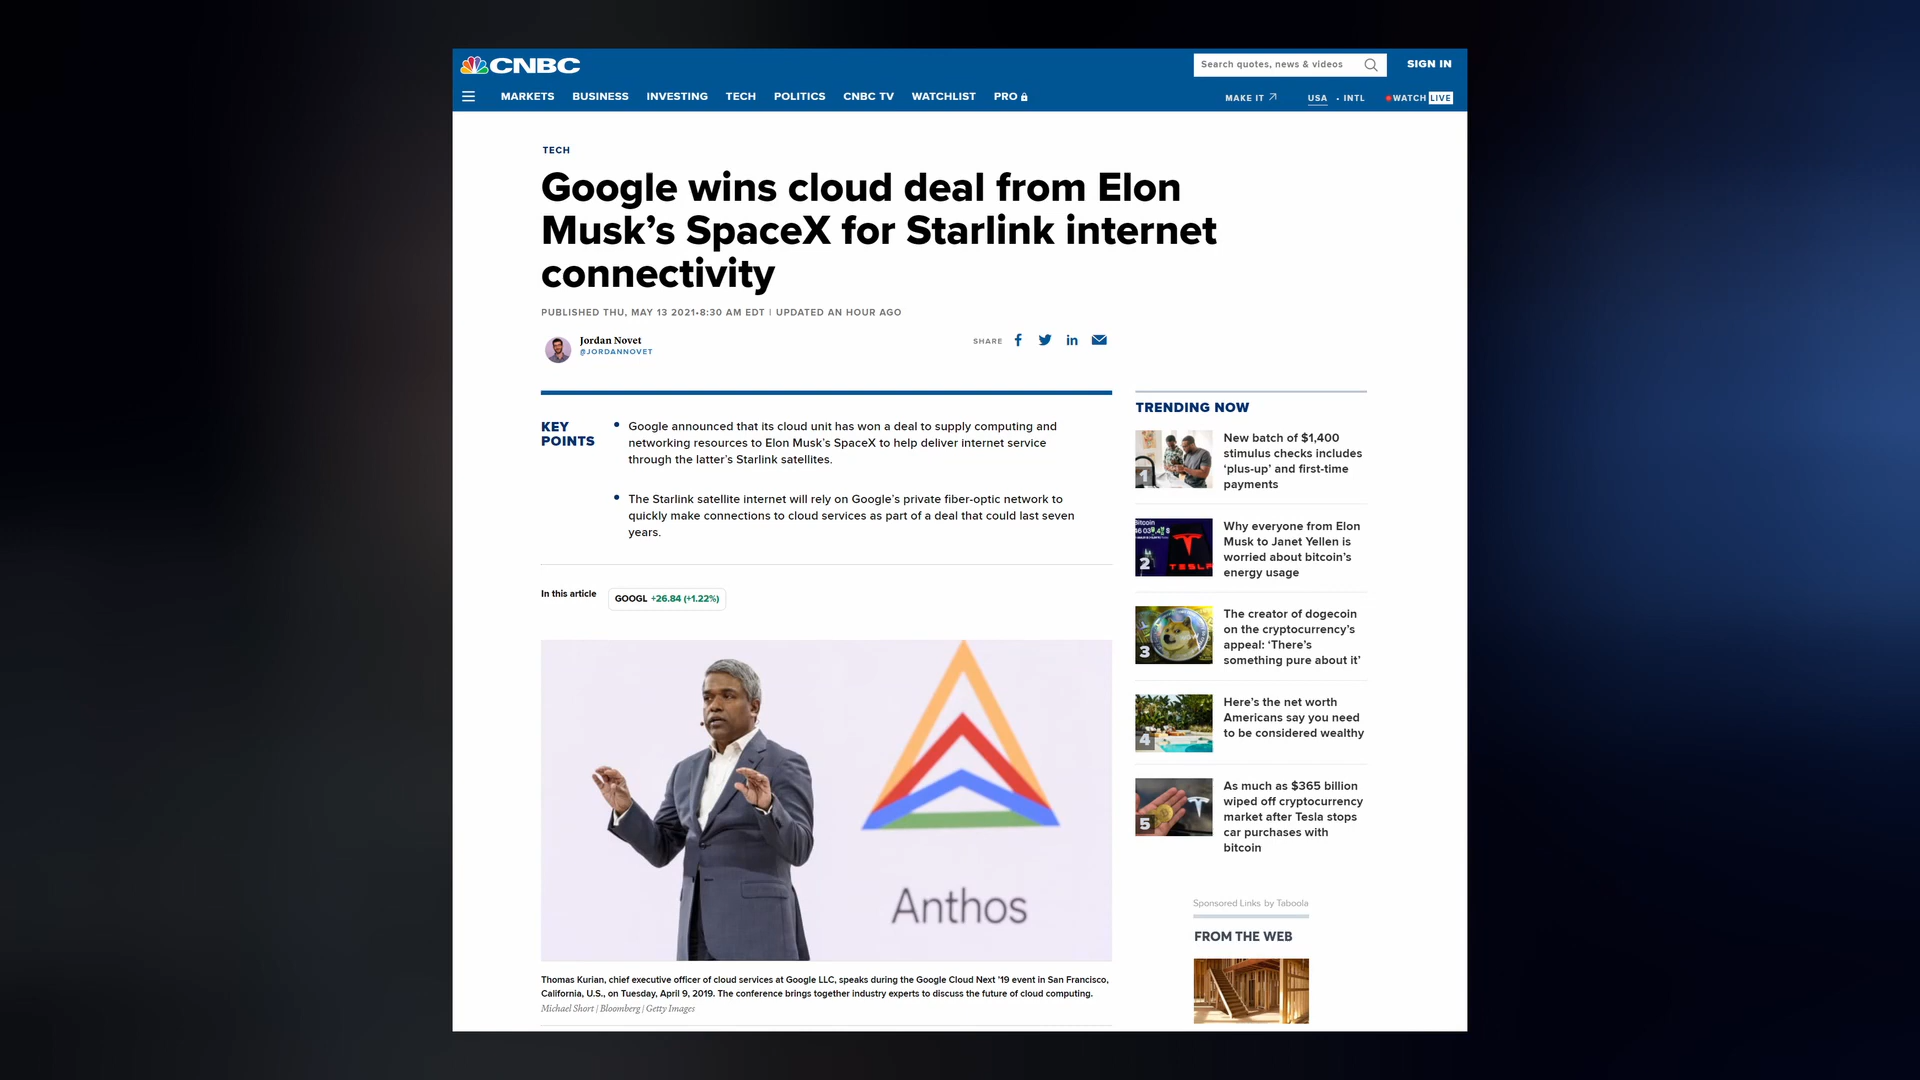 CNBC
Search quotes, news & videos
SIGN IN
MARKETS BUSINESS INVESTING TECH POLITICS CNBC TV WATCHLIST PRO
MAKE IT USA • INTL WATCH LIVE
TECH
Google wins cloud deal from Elon
Musk’s SpaceX for Starlink internet
connectivity
PUBLISHED THU, MAY 13 2021•8:30 AM EDT | UPDATED AN HOUR AGO
Jordan Novet
@JORDANNOVET
SHARE
KEY
POINTS
Google announced that its cloud unit has won a deal to supply computing and
networking resources to Elon Musk’s SpaceX to help deliver internet service
through the latter’s Starlink satellites.
The Starlink satellite internet will rely on Google’s private fiber-optic network to
quickly make connections to cloud services as part of a deal that could last seven
years.
In this article
GOOGL +26.84 (+1.22%)
Anthos
Thomas Kurian, chief executive officer of cloud services at Google LLC, speaks during the Google Cloud Next ’19 event in San Francisco,
California, U.S., on Tuesday, April 9, 2019. The conference brings together industry experts to discuss the future of cloud computing.
Michael Short | Bloomberg | Getty Images
TRENDING NOW
1
New batch of $1,400
stimulus checks includes
‘plus-up’ and first-time
payments
Bitcoin
TESLA
2
Why everyone from Elon
Musk to Janet Yellen is
worried about bitcoin’s
energy usage
3
The creator of dogecoin
on the cryptocurrency’s
appeal: ‘There’s
something pure about it’
4
Here’s the net worth
Americans say you need
to be considered wealthy
5
As much as $365 billion
wiped off cryptocurrency
market after Tesla stops
car purchases with
bitcoin
Sponsored Links by Taboola
FROM THE WEB